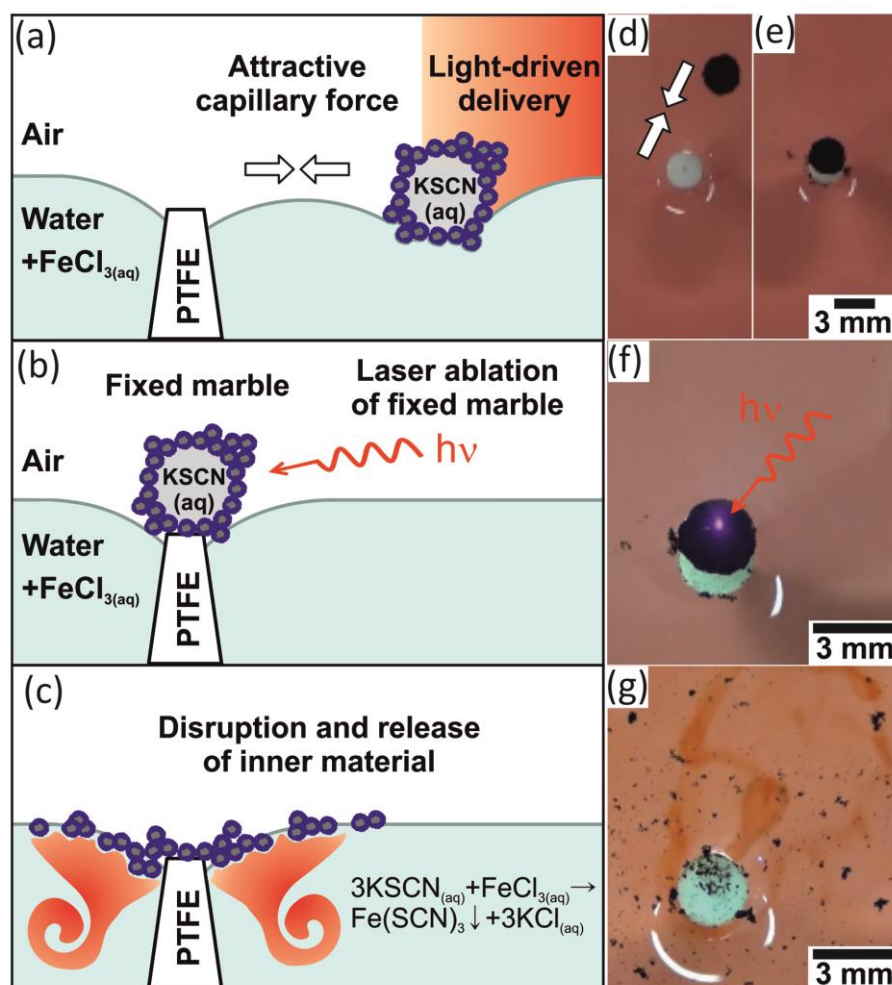 (a)
Attractive
capillary force
Light-driven
delivery
Air
KSCN
(aq)
Water
+FeCl3(aq)
PTFE
(b)
Fixed marble
Laser ablation
of fixed marble
Air
KSCN
(aq)
hν
Water
+FeCl3(aq)
PTFE
(c)
Disruption and release
of inner material
3KSCN(aq)+FeCl3(aq)→
Fe(SCN)3↓+3KCl(aq)
PTFE
(d)
(e)
3 mm
(f)
hν
3 mm
(g)
3 mm